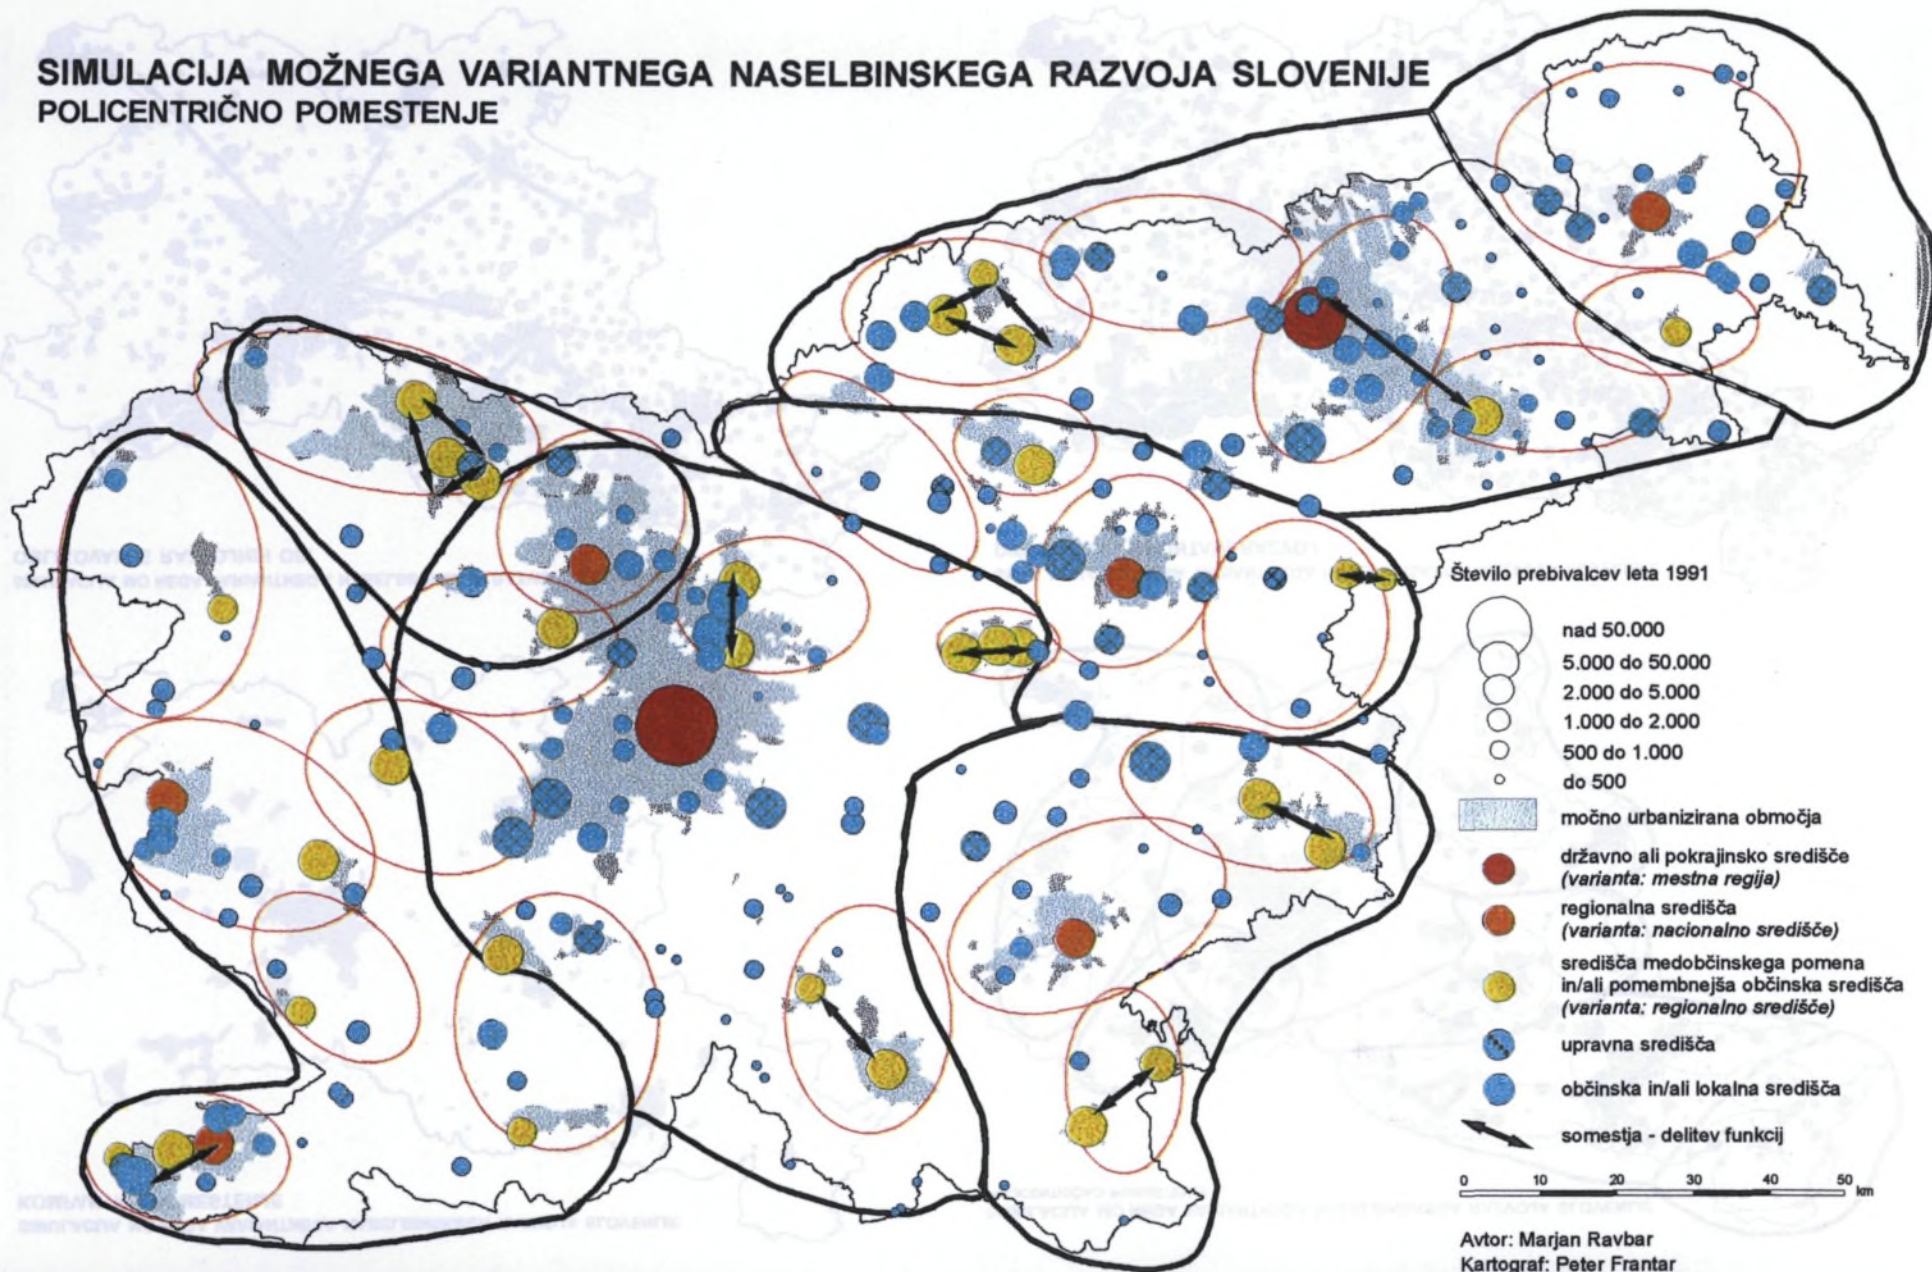 SIMULACIJA MOŽNEGA VARIANTNEGA NASELBINSKEGA RAZVOJA SLOVENIJE
POLICENTRIČNO POMESTENJE
Število prebivalcev leta 1991
nad 50.000
5.000 do 50.000
2.000 do 5.000
1.000 do 2.000
500 do 1.000
do 500
močno urbanizirana območja
državno ali pokrajinsko središče
(varianta: mestna regija)
regionalna središča
(varianta: nacionalno središče)
središča medobčinskega pomena
in/ali pomembnejša občinska središča
(varianta: regionalno središče)
upravna središča
občinska in/ali lokalna središča
somestja - delitev funkcij
0 10 20 30 40 50 km
Avtor: Marjan Ravbar
Kartograf: Peter Frantar